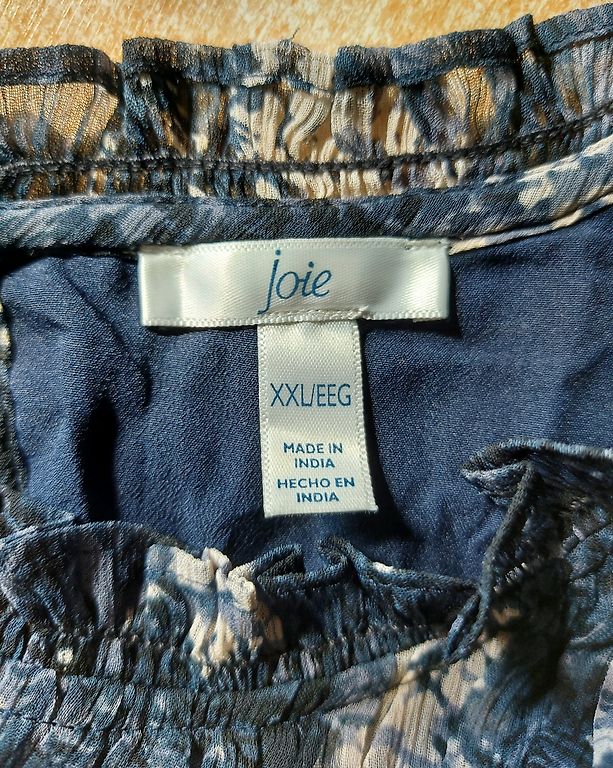 joie
XXL/EEG
MADE IN
INDIA
HECHO EN
INDIA